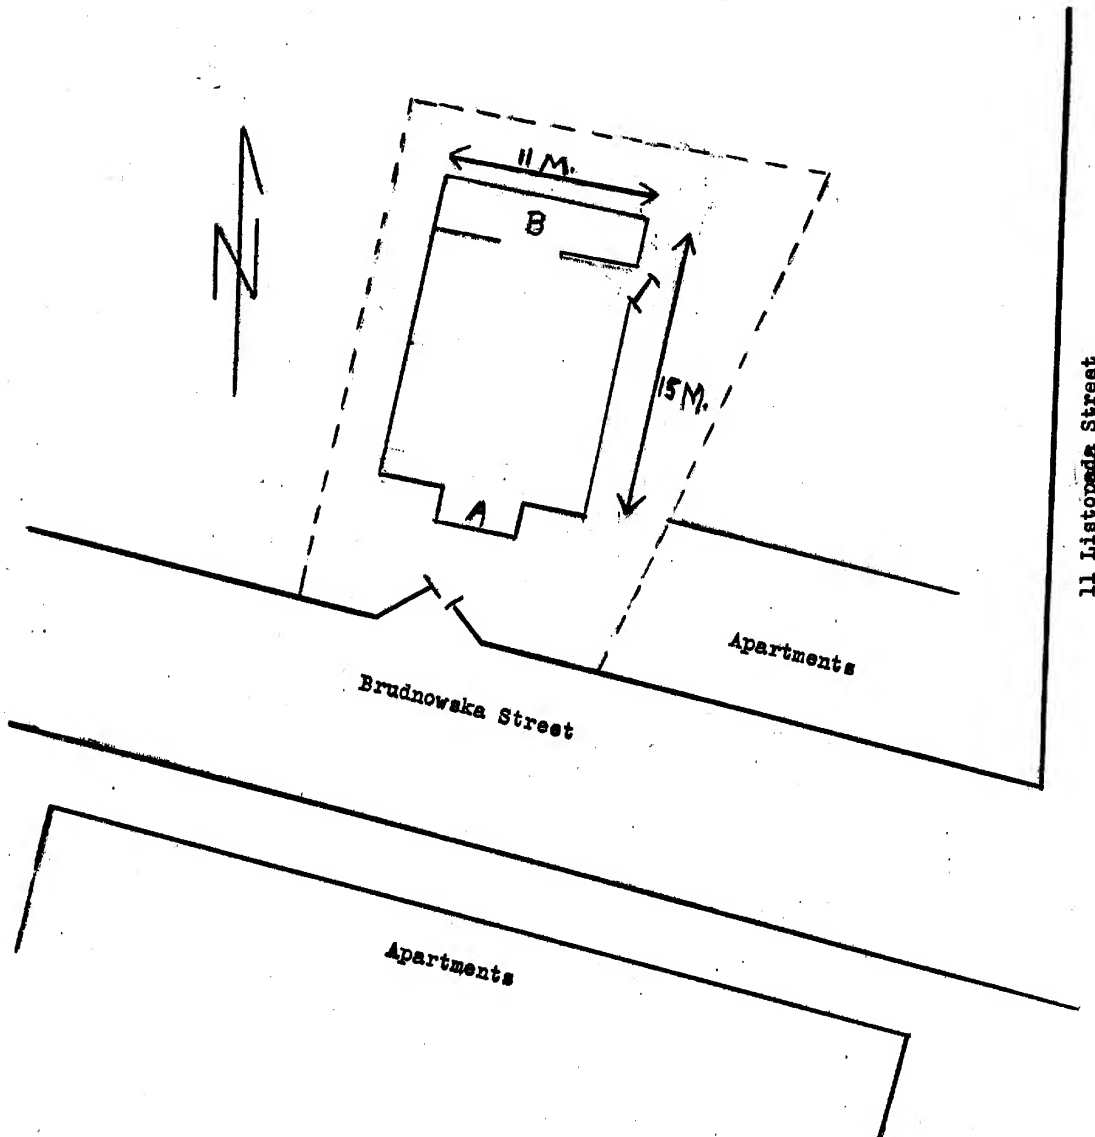 11 M.
B
N
15 M.
A
11 Listopada Street
Apartments
Brudnowska Street
Apartments